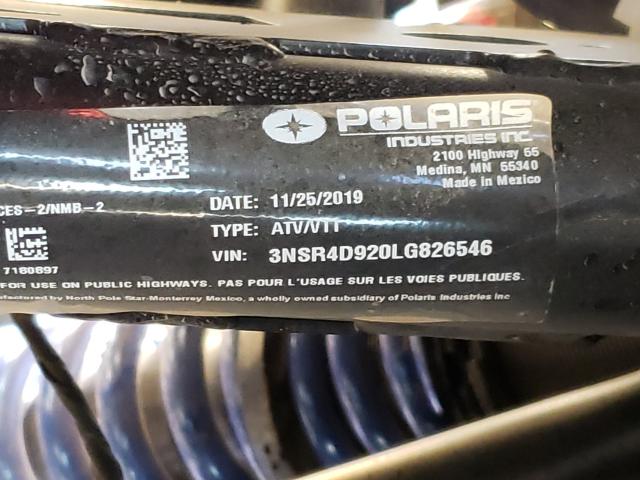 POLARIS
INDUSTRIES INC.
2100 Highway 55
Medina, MN 55340
Made in Mexico
CES-2/NMB-2
DATE: 11/25/2019
TYPE: ATV/VTT
VIN: 3NSR4D920LG826546
7180897
FOR USE ON PUBLIC HIGHWAYS. PAS POUR L'USAGE SUR LES VOIES PUBLIQUES.
by North Pole Star-Monterrey Mexico, a wholly owned subsidiary of Polaris Industries Inc